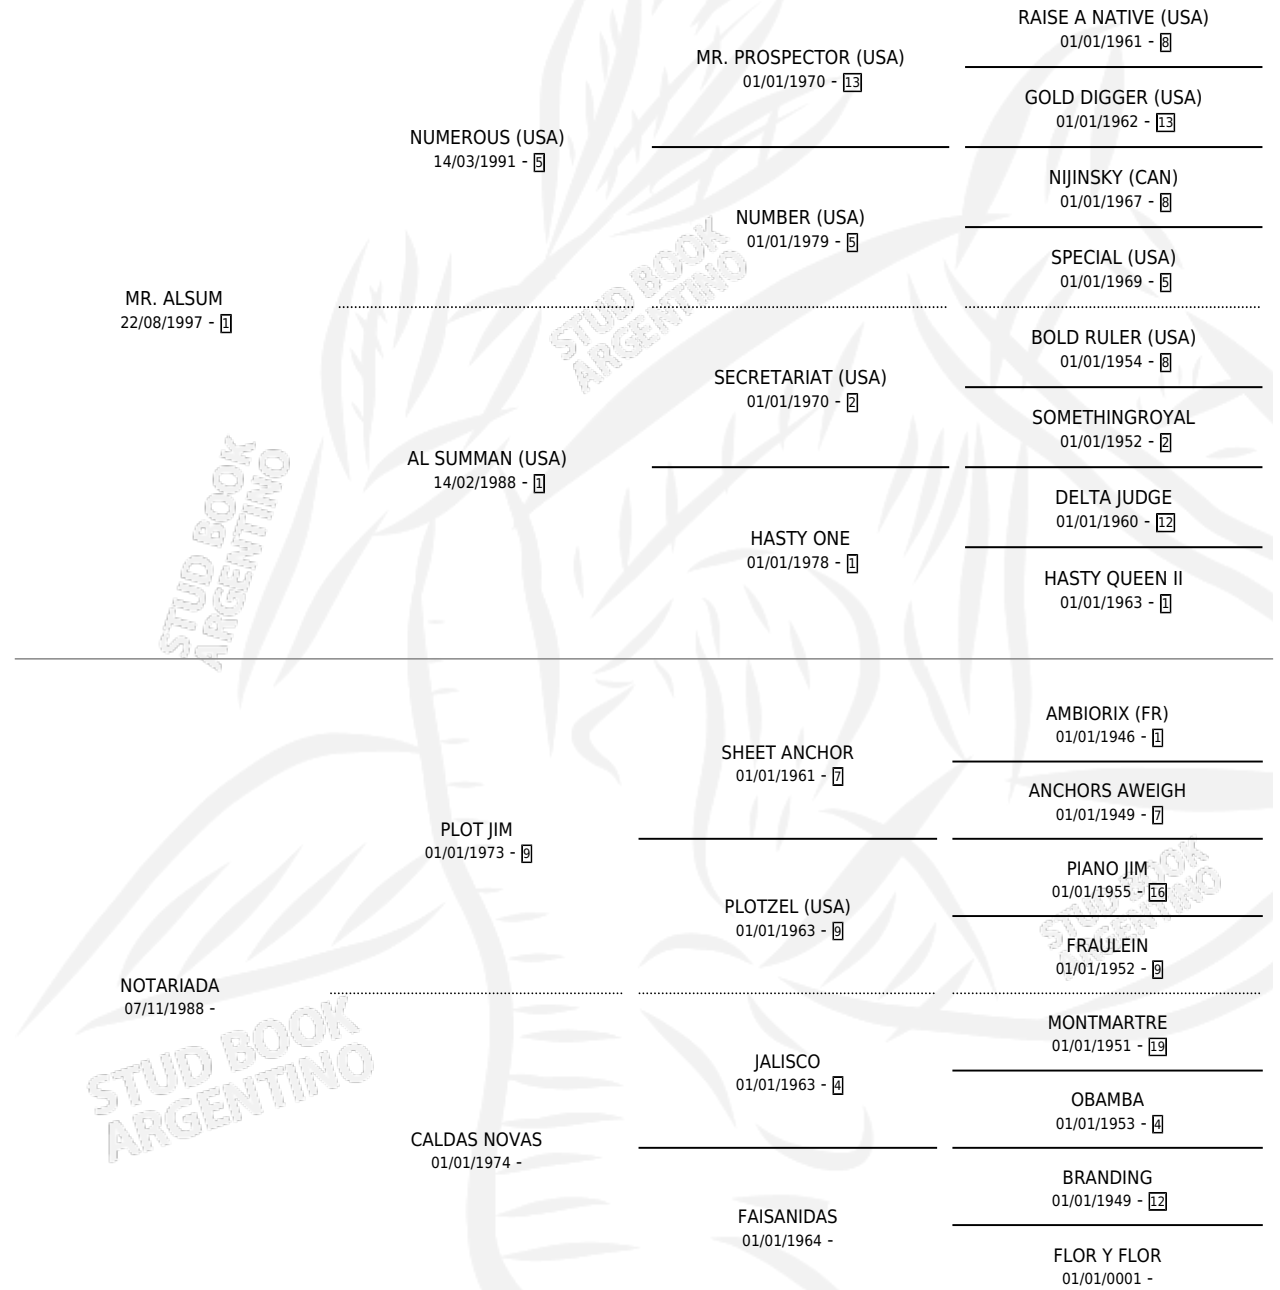 RAISE A NATIVE (USA)
01/01/1961 - 8
MR. PROSPECTOR (USA)
01/01/1970 - 13
GOLD DIGGER (USA)
01/01/1962 - 13
NUMEROUS (USA)
14/03/1991 - 5
NIJINSKY (CAN)
01/01/1967 - 8
NUMBER (USA)
01/01/1979 - 5
SPECIAL (USA)
01/01/1969 - 5
MR. ALSUM
22/08/1997 - 1
BOLD RULER (USA)
01/01/1954 - 8
SECRETARIAT (USA)
01/01/1970 - 2
SOMETHINGROYAL
01/01/1952 - 2
AL SUMMAN (USA)
14/02/1988 - 1
DELTA JUDGE
01/01/1960 - 12
HASTY ONE
01/01/1978 - 1
HASTY QUEEN II
01/01/1963 - 1
STUD BOOK
ARGENTINO
STUD BOOK
ARGENTINO
AMBIORIX (FR)
01/01/1946 - 1
SHEET ANCHOR
01/01/1961 - 7
ANCHORS AWEIGH
01/01/1949 - 7
PLOT JIM
01/01/1973 - 9
PIANO JIM
01/01/1955 - 16
PLOTZEL (USA)
01/01/1963 - 9
FRAULEIN
01/01/1952 - 9
NOTARIADA
07/11/1988 -
MONTMARTRE
01/01/1951 - 19
JALISCO
01/01/1963 - 4
OBAMBA
01/01/1953 - 4
CALDAS NOVAS
01/01/1974 -
BRANDING
01/01/1949 - 12
FAISANIDAS
01/01/1964 -
FLOR Y FLOR
01/01/0001 -
STUD BOOK
ARGENTINO
STUD BOOK
ARGENTINO